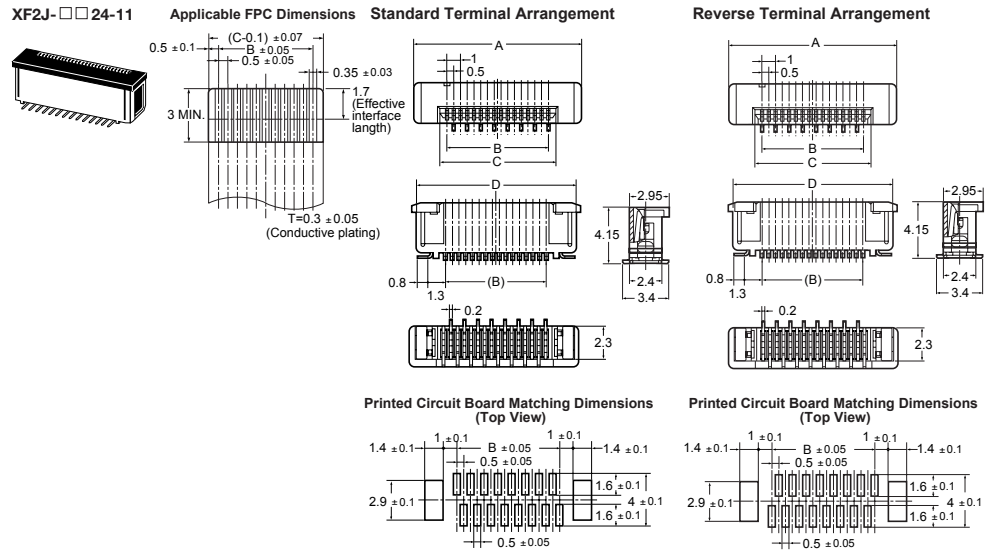 XF2J- □□ 24-11
Applicable FPC Dimensions
(C-0.1) ±0.07
0.5 ±0.1
B ±0.05
0.5 ±0.05
0.35 ±0.03
1.7
(Effective
interface
langth)
3 MIN.
T=0.3 ±0.05
(Conductive plating)
Standard Terminal Arrangement
A
1
0.5
B
C
D
2.95
4.15
0.8
1.3
(B)
2.4
3.4
0.2
2.3
Printed Circuit Board Matching Dimensions
(Top View)
1 ±0.1
1 ±0.1
1.4 ±0.1
B ±0.05
1.4 ±0.1
0.5 ±0.05
2.9 ±0.1
1.6 ±0.1
4 ±0.1
1.6 ±0.1
0.5 ±0.05
Reverse Terminal Arrangement
A
1
0.5
B
C
D
2.95
4.15
0.8
1.3
(B)
2.4
3.4
0.2
2.3
Printed Circuit Board Matching Dimensions
(Top View)
1 ±0.1
1 ±0.1
1.4 ±0.1
B ±0.05
1.4 ±0.1
0.5 ±0.05
2.9 ±0.1
1.6 ±0.1
4 ±0.1
1.6 ±0.1
0.5 ±0.05